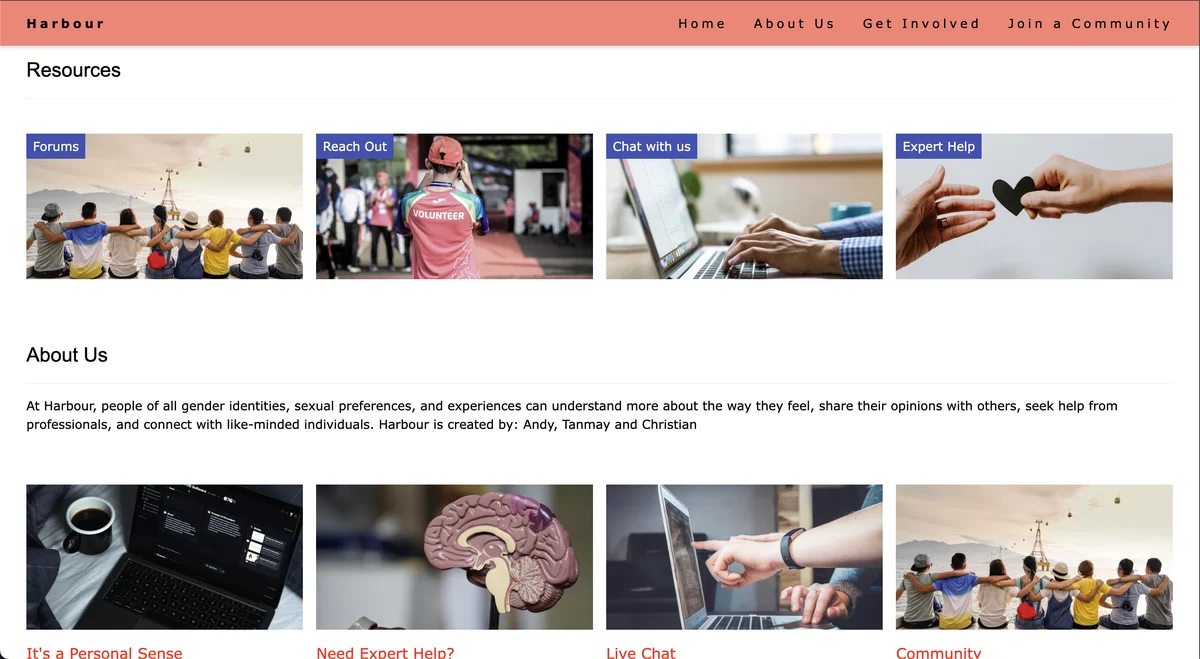 Harbour
Home About Us Get Involved Join a Community
Resources
Forums
Reach Out
Chat with us
Expert Help
VOLUNTEER
About Us
At Harbour, people of all gender identities, sexual preferences, and experiences can understand more about the way they feel, share their opinions with others, seek help from
professionals, and connect with like-minded individuals. Harbour is created by: Andy, Tanmay and Christian
It's a Personal Sense
Need Expert Help?
Live Chat
Community